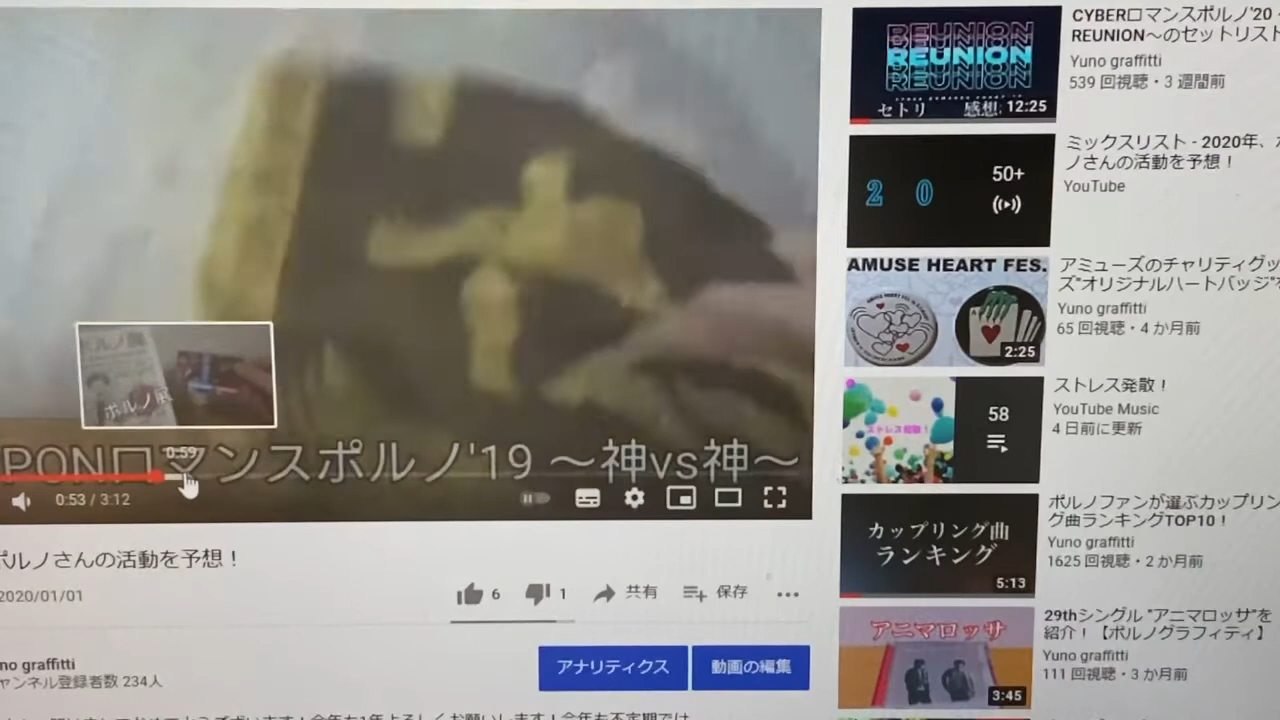 ポルノ展
PONロマンスポルノ'19 ～神vs神～
0:59
0:53 / 3:12
ポルノさんの活動を予想！
2020/01/01
6
1
共有
保存
no graffitti
ャンネル登録者数 234人
アナリティクス
動画の編集
REUNION
REUNION
REUNION
セトリ 感想
12:25
CYBERロマンスポルノ'20
REUNION～のセットリスト
Yuno graffitti
539 回視聴・3 週間前
2 0
50+
ミックスリスト - 2020年、
ノさんの活動を予想！
YouTube
AMUSE HEART FES.
2:25
アミューズのチャリティグッ
ズ"オリジナルハートバッジ"
Yuno graffitti
65 回視聴・4 か月前
ストレス発散！
58
ストレス発散！
YouTube Music
4 日前に更新
カップリング曲
ランキング
5:13
ポルノファンが選ぶカップリン
グ曲ランキングTOP10！
Yuno graffitti
1625 回視聴・2 か月前
アニマロッサ
3:45
29thシングル "アニマロッサ"を
紹介！【ポルノグラフィティ】
Yuno graffitti
111 回視聴・3 か月前